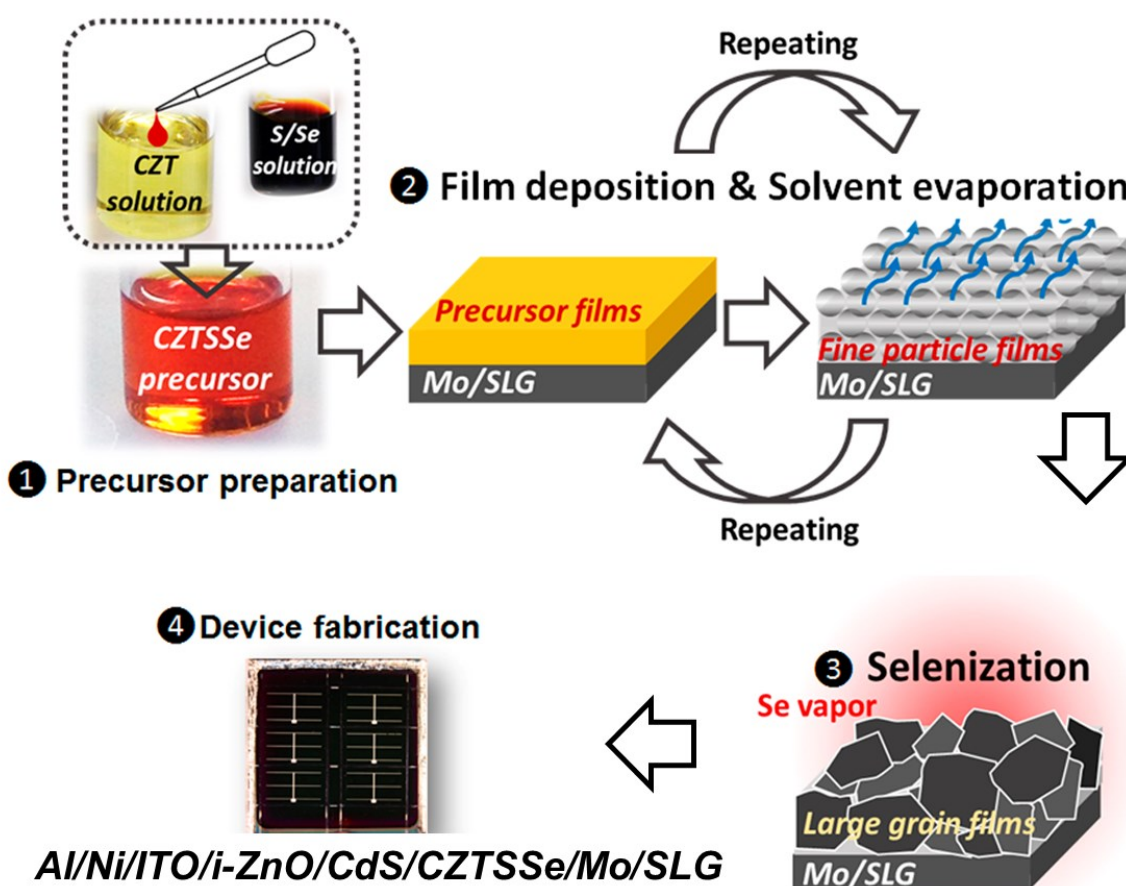 Repeating
CZT
solution
S/Se
solution
❷ Film deposition & Solvent evaporation
CZTSSe
precursor
Precursor films
Mo/SLG
Fine particle films
Mo/SLG
❶ Precursor preparation
Repeating
❹ Device fabrication
❸ Selenization
Se vapor
Large grain films
Mo/SLG
Al/Ni/ITO/i-ZnO/CdS/CZTSSe/Mo/SLG